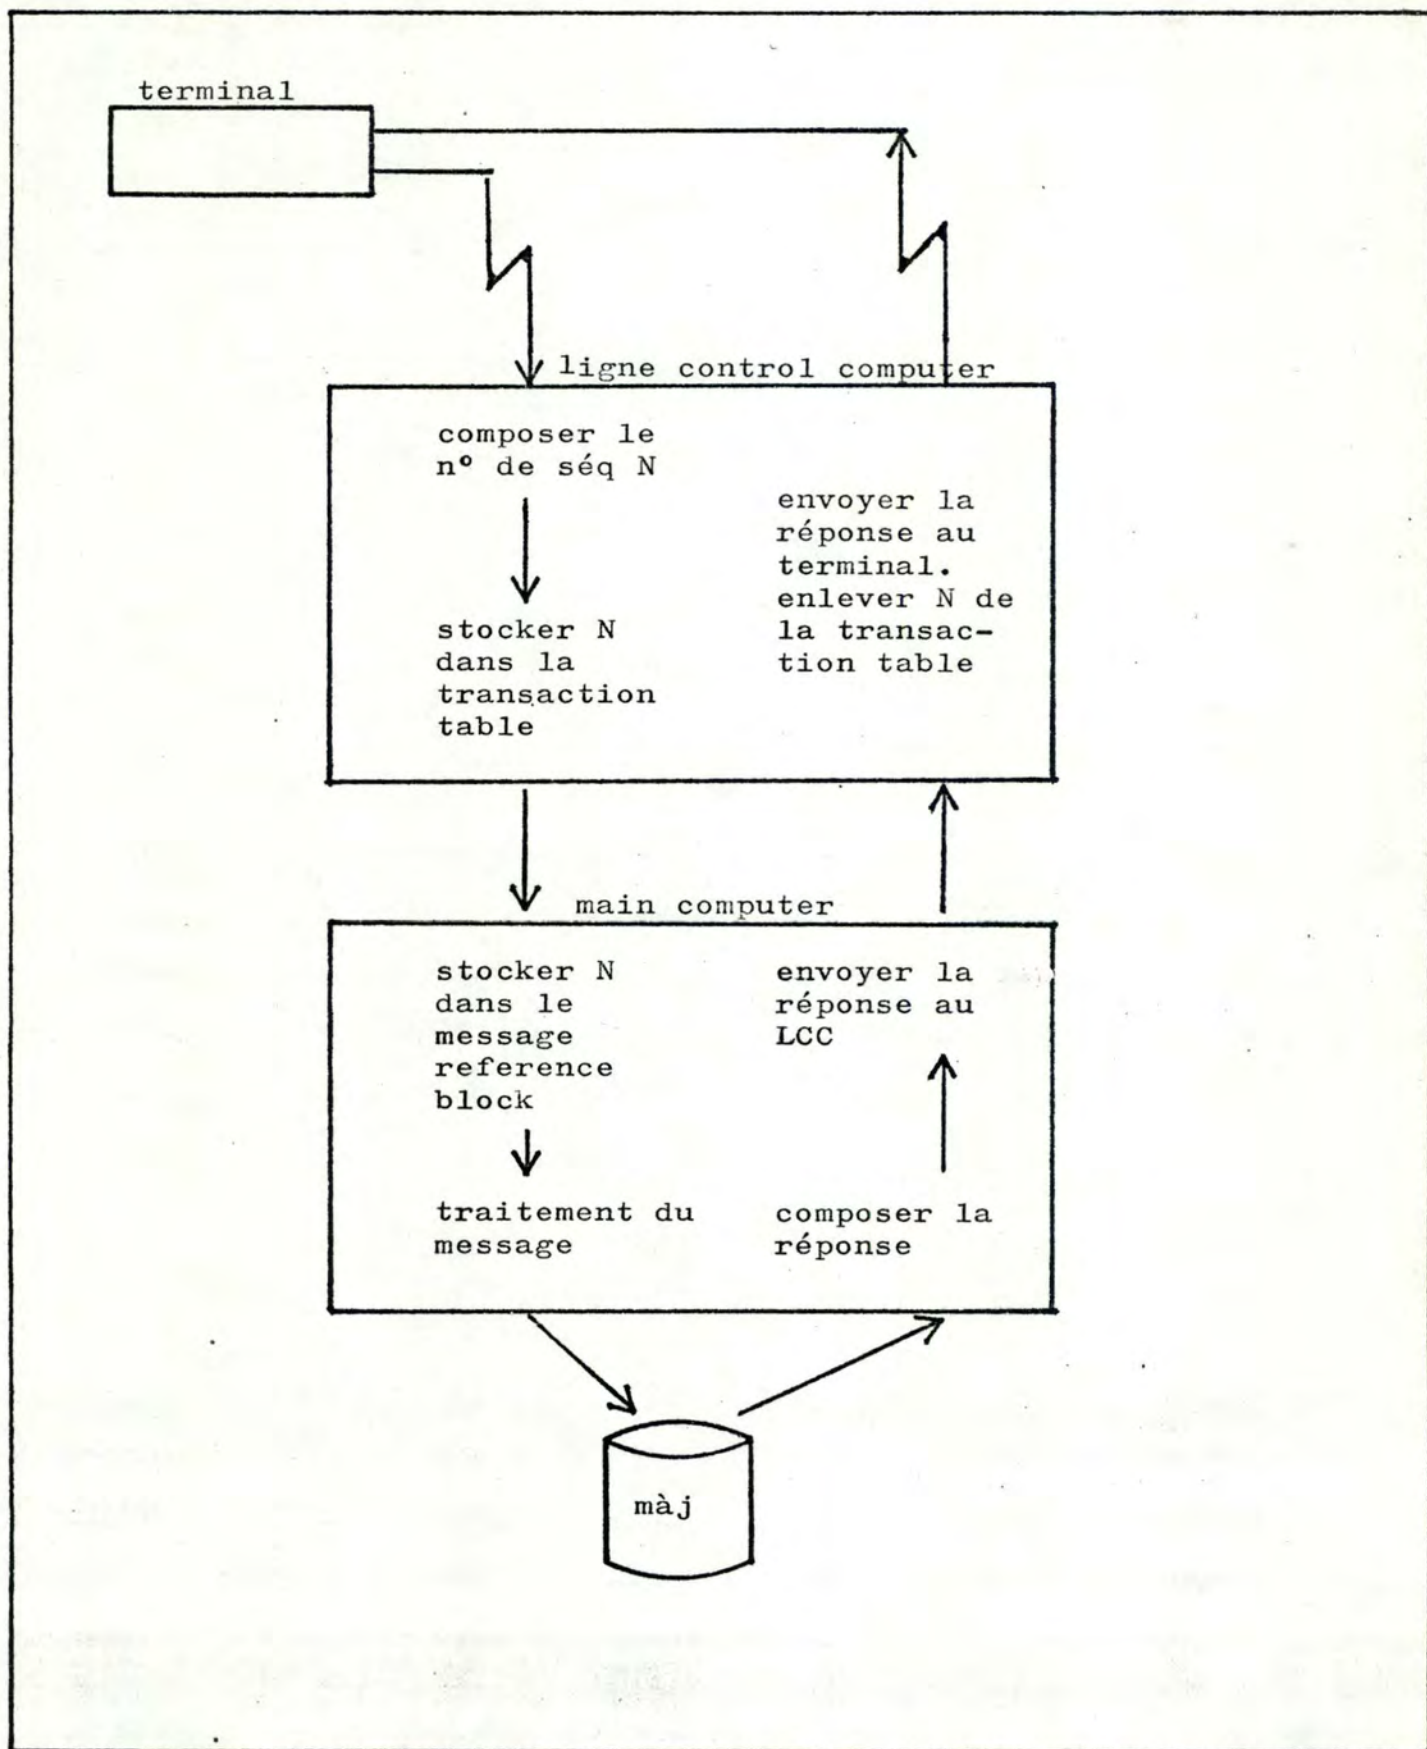 terminal
ligne control computer
composer le
n° de séq N
stocker N
dans la
transaction
table
envoyer la
réponse au
terminal.
enlever N de
la transac-
tion table
main computer
stocker N
dans le
message
reference
block
traitement du
message
envoyer la
réponse au
LCC
composer la
réponse
màj